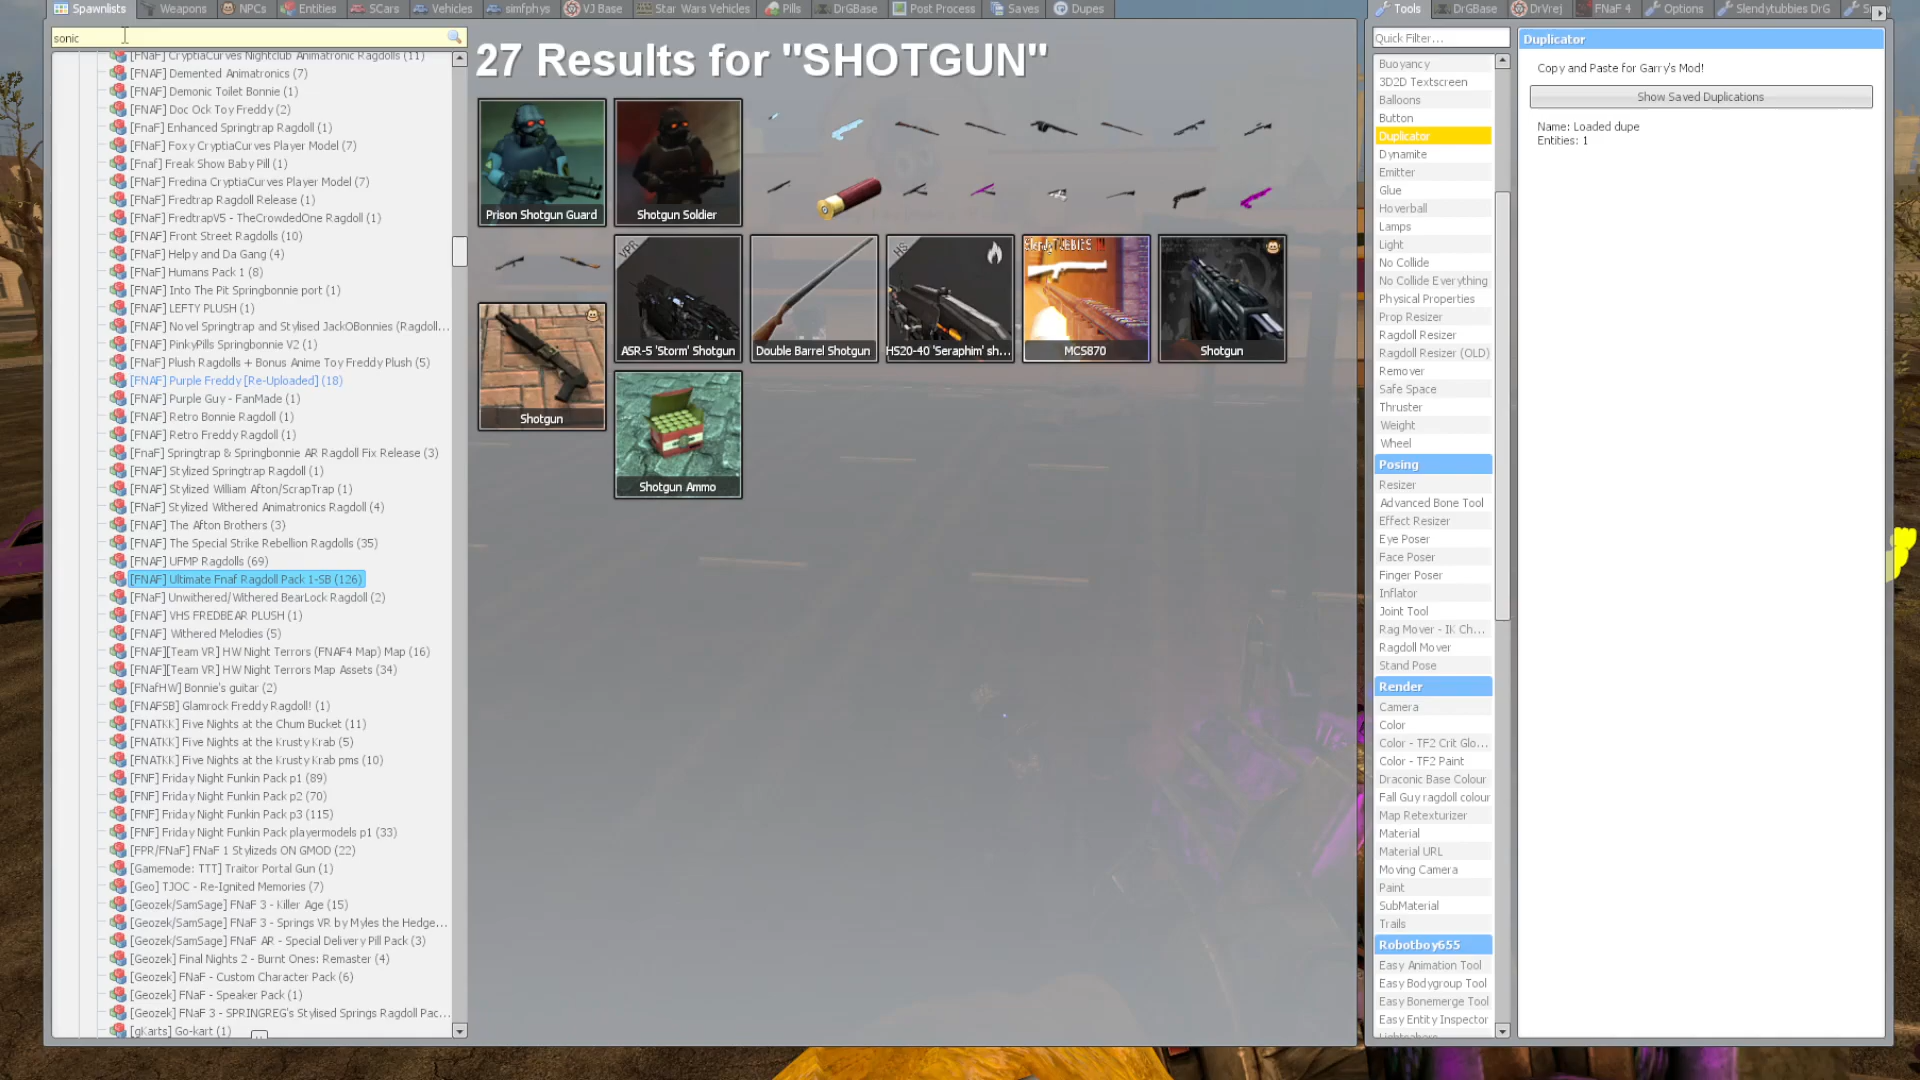 Spawnlists
Weapons
NPCs
Entities
SCars
Vehicles
simfphys
VJ Base
Star Wars Vehicles
Pills
DrGBase
Post Process
Saves
Dupes
sonic
[FNaF] CryptiaCurves Nightclub Animatronic Ragdolls (11)
[FNAF] Demented Animatronics (7)
[FNAF] Demonic Toilet Bonnie (1)
[FNAF] Doc Ock Toy Freddy (2)
[FnaF] Enhanced Springtrap Ragdoll (1)
[FNaF] Foxy CryptiaCurves Player Model (7)
[Fnaf] Freak Show Baby Pill (1)
[FNaF] Fredina CryptiaCurves Player Model (7)
[FNAF] Fredtrap Ragdoll Release (1)
[FNAF] FredtrapV5 - TheCrowdedOne Ragdoll (1)
[FNAF] Front Street Ragdolls (10)
[FNAF] Helpy and Da Gang (4)
[FNAF] Humans Pack 1 (8)
[FNAF] Into The Pit Springbonnie port (1)
[FNAF] LEFTY PLUSH (1)
[FNAF] Novel Springtrap and Stylised JackOBonnies (Ragdoll...
[FNAF] PinkyPills Springbonnie V2 (1)
[FNaF] Plush Ragdolls + Bonus Anime Toy Freddy Plush (5)
[FNAF] Purple Freddy [Re-Uploaded] (18)
[FNAF] Purple Guy - FanMade (1)
[FNAF] Retro Bonnie Ragdoll (1)
[FNAF] Retro Freddy Ragdoll (1)
[FnaF] Springtrap & Springbonnie AR Ragdoll Fix Release (3)
[FNAF] Stylized Springtrap Ragdoll (1)
[FNAF] Stylized William Afton/ScrapTrap (1)
[FNaF] Stylized Withered Animatronics Ragdoll (4)
[FNAF] The Afton Brothers (3)
[FNAF] The Special Strike Rebellion Ragdolls (35)
[FNAF] UFMP Ragdolls (69)
[FNAF] Ultimate Fnaf Ragdoll Pack 1-SB (126)
[FNaF] Unwithered/Withered BearLock Ragdoll (2)
[FNAF] VHS FREDBEAR PLUSH (1)
[FNAF] Withered Melodies (5)
[FNAF][Team VR] HW Night Terrors (FNAF4 Map) Map (16)
[FNAF][Team VR] HW Night Terrors Map Assets (34)
[FNafHW] Bonnie's guitar (2)
[FNAFSB] Glamrock Freddy Ragdoll! (1)
[FNATKK] Five Nights at the Chum Bucket (11)
[FNATKK] Five Nights at the Krusty Krab (5)
[FNATKK] Five Nights at the Krusty Krab pms (10)
[FNF] Friday Night Funkin Pack p1 (89)
[FNF] Friday Night Funkin Pack p2 (70)
[FNF] Friday Night Funkin Pack p3 (115)
[FNF] Friday Night Funkin Pack playermodels p1 (33)
[FPR/FNaF] FNaF 1 Stylizeds ON GMOD (22)
[Gamemode: TTT] Traitor Portal Gun (1)
[Geo] TJOC - Re-Ignited Memories (7)
[Geozek/SamSage] FNaF 3 - Killer Age (15)
[Geozek/SamSage] FNaF 3 - Springs VR by Myles the Hedge...
[Geozek/SamSage] FNaF AR - Special Delivery Pill Pack (3)
[Geozek] Final Nights 2 - Burnt Ones: Remaster (4)
[Geozek] FNaF - Custom Character Pack (6)
[Geozek] FNaF - Speaker Pack (1)
[Geozek] FNaF 3 - SPRINGREG's Stylised Springs Ragdoll Pac...
[gKarts] Go-kart (1)
27 Results for "SHOTGUN"
Prison Shotgun Guard
Shotgun Soldier
VPR
ASR-5 'Storm' Shotgun
Double Barrel Shotgun
HS
HS20-40 'Seraphim' sh...
MCS870
Shotgun
Shotgun
Shotgun Ammo
Tools
DrGBase
DrVrej
FNaF 4
Options
Slendytubbies DrG
Quick Filter...
Buoyancy
3D2D Textscreen
Balloons
Button
Duplicator
Dynamite
Emitter
Glue
Hoverball
Lamps
Light
No Collide
No Collide Everything
Physical Properties
Prop Resizer
Ragdoll Resizer
Ragdoll Resizer (OLD)
Remover
Safe Space
Thruster
Weight
Wheel
Posing
Resizer
Advanced Bone Tool
Effect Resizer
Eye Poser
Face Poser
Finger Poser
Inflator
Joint Tool
Rag Mover - IK Ch...
Ragdoll Mover
Stand Pose
Render
Camera
Color
Color - TF2 Crit Glo...
Color - TF2 Paint
Draconic Base Colour
Fall Guy ragdoll colour
Map Retexturizer
Material
Material URL
Moving Camera
Paint
SubMaterial
Trails
Robotboy655
Easy Animation Tool
Easy Bodygroup Tool
Easy Bonemerge Tool
Easy Entity Inspector
Duplicator
Copy and Paste for Garry's Mod!
Show Saved Duplications
Name: Loaded dupe
Entities: 1